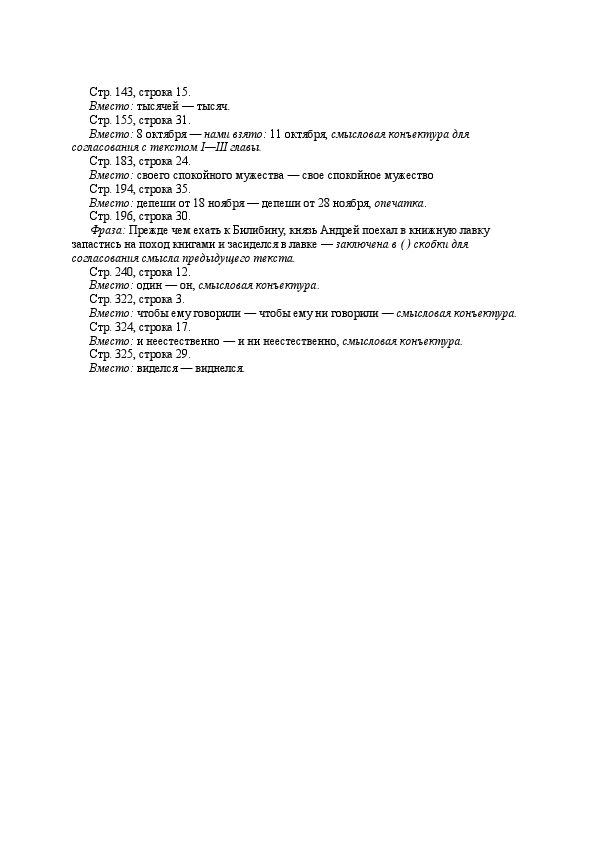 Стр. 143, строка 15.
Вместо: тысячей — тысяч.
Стр. 155, строка 31.
Вместо: 8 октября — нами взято: 11 октября, смысловая конъектура для
согласования с текстом I—III главы.
Стр. 183, строка 24.
Вместо: своего спокойного мужества — свое спокойное мужество
Стр. 194, строка 35.
Вместо: депеши от 18 ноября — депеши от 28 ноября, опечатка.
Стр. 196, строка 30.
Фраза: Прежде чем ехать к Билибину, князь Андрей поехал в книжную лавку
запастись на поход книгами и засиделся в лавке — заключена в ( ) скобки для
согласования смысла предыдущего текста.
Стр. 240, строка 12.
Вместо: один — он, смысловая конъектура.
Стр. 322, строка 3.
Вместо: чтобы ему говорили — чтобы ему ни говорили — смысловая конъектура.
Стр. 324, строка 17.
Вместо: и неестественно — и ни неестественно, смысловая конъектура.
Стр. 325, строка 29.
Вместо: виделся — виднелся.